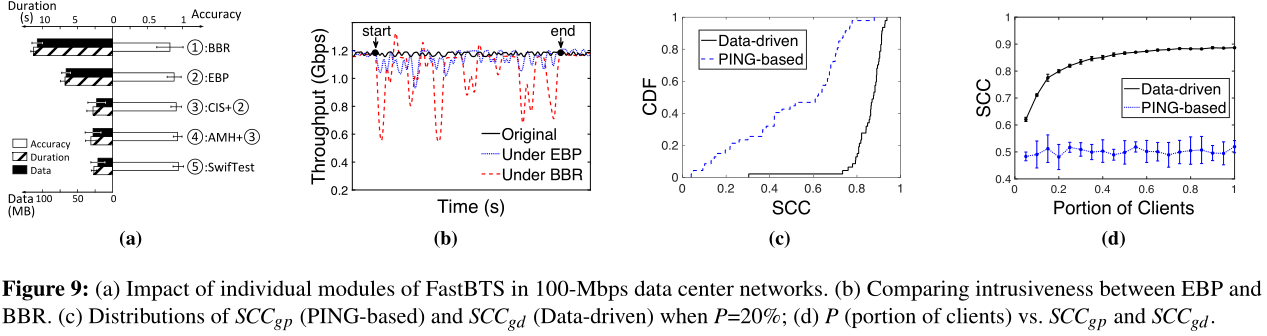 Duration
(s) 10 5 0 0 0.5 1 Accuracy
①:BBR
②:EBP
③:CIS+②
④:AMH+③
⑤:SwifTest
Accuracy
Duration
Data
Data 100 50 0
(MB)
(a)
start end
Throughput (Gbps)
1.2
1.0
0.8
0.6
0.4
0.2
Original
Under EBP
Under BBR
Time (s)
(b)
CDF
1
0.8
0.6
0.4
0.2
0
Data-driven
PING-based
0 0.2 0.4 0.6 0.8 1
SCC
(c)
SCC
1
0.9
0.8
0.7
0.6
0.5
0.4
Data-driven
PING-based
0 0.2 0.4 0.6 0.8 1
Portion of Clients
(d)
Figure 9: (a) Impact of individual modules of FastBTS in 100-Mbps data center networks. (b) Comparing intrusiveness between EBP and
BBR. (c) Distributions of SCCgp (PING-based) and SCCgd (Data-driven) when P=20%; (d) P (portion of clients) vs. SCCgp and SCCgd.